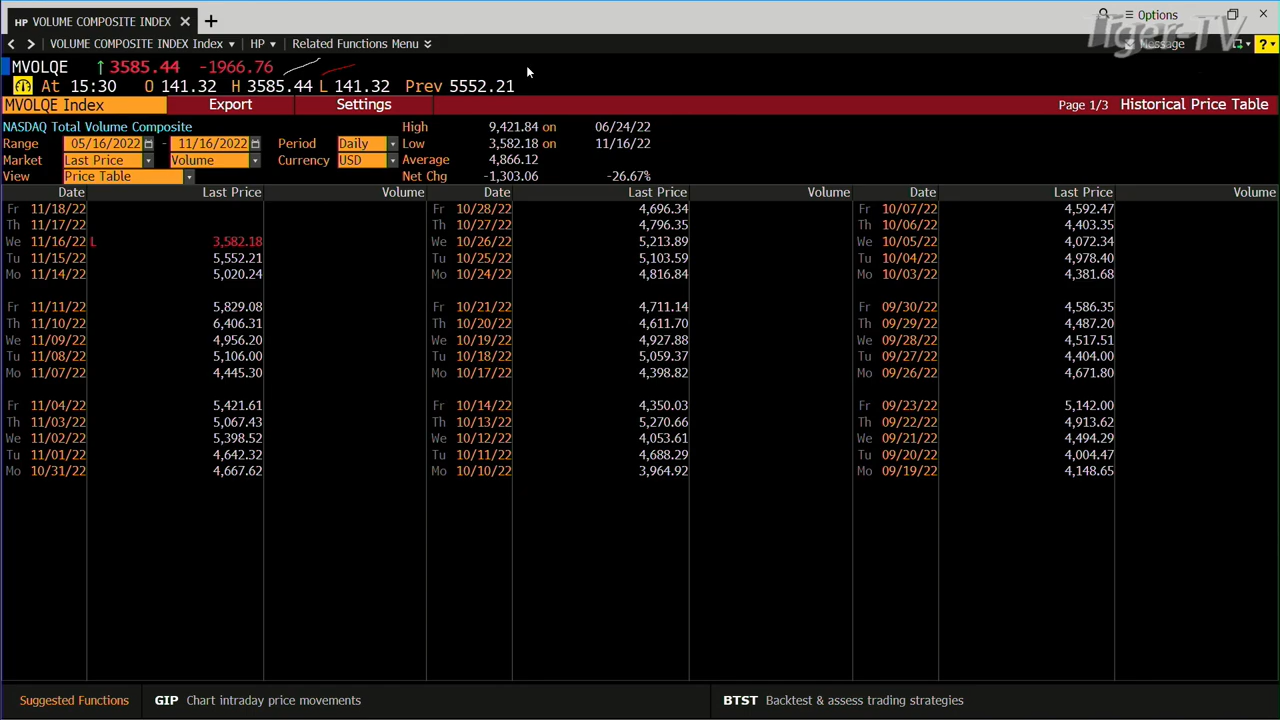 HP VOLUME COMPOSITE INDEX × +
Options
Tiger-TV
< > VOLUME COMPOSITE INDEX Index HP Related Functions Menu
Message ?
MVOLQE ↑ 3585.44 -1966.76
At 15:30 O 141.32 H 3585.44 L 141.32 Prev 5552.21
MVOLQE Index Export Settings Page 1/3 Historical Price Table
NASDAQ Total Volume Composite High 9,421.84 on 06/24/22
Range 05/16/2022 - 11/16/2022 Period Daily Low 3,582.18 on 11/16/22
Market Last Price Volume Currency USD Average 4,866.12
View Price Table Net Chg -1,303.06 -26.67%
Date Last Price Volume Date Last Price Volume Date Last Price Volume
Fr 11/18/22 Fr 10/28/22 4,696.34 Fr 10/07/22 4,592.47
Th 11/17/22 Th 10/27/22 4,796.35 Th 10/06/22 4,403.35
We 11/16/22 L 3,582.18 We 10/26/22 5,213.89 We 10/05/22 4,072.34
Tu 11/15/22 5,552.21 Tu 10/25/22 5,103.59 Tu 10/04/22 4,978.40
Mo 11/14/22 5,020.24 Mo 10/24/22 4,816.84 Mo 10/03/22 4,381.68
Fr 11/11/22 5,829.08 Fr 10/21/22 4,711.14 Fr 09/30/22 4,586.35
Th 11/10/22 6,406.31 Th 10/20/22 4,611.70 Th 09/29/22 4,487.20
We 11/09/22 4,956.20 We 10/19/22 4,927.88 We 09/28/22 4,517.51
Tu 11/08/22 5,106.00 Tu 10/18/22 5,059.37 Tu 09/27/22 4,404.00
Mo 11/07/22 4,445.30 Mo 10/17/22 4,398.82 Mo 09/26/22 4,671.80
Fr 11/04/22 5,421.61 Fr 10/14/22 4,350.03 Fr 09/23/22 5,142.00
Th 11/03/22 5,067.43 Th 10/13/22 5,270.66 Th 09/22/22 4,913.62
We 11/02/22 5,398.52 We 10/12/22 4,053.61 We 09/21/22 4,494.29
Tu 11/01/22 4,642.32 Tu 10/11/22 4,688.29 Tu 09/20/22 4,004.47
Mo 10/31/22 4,667.62 Mo 10/10/22 3,964.92 Mo 09/19/22 4,148.65
Suggested Functions GIP Chart intraday price movements BTST Backtest & assess trading strategies